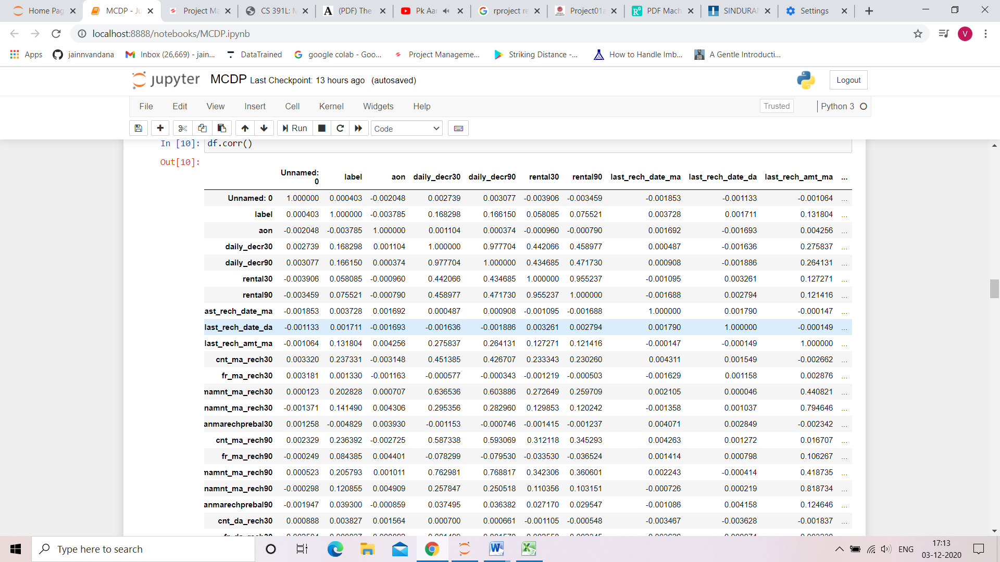 Home Pag
MCDP - Ju
Project Ma
CS 391L: M
(PDF) The
Pk Aar
rproject re
Project01a
PDF Mach
SINDURAN
Settings
localhost:8888/notebooks/MCDP.ipynb
V
Apps jainnvandana Inbox (26,669) - jain... DataTrained google colab - Goo... Project Manageme... Striking Distance -... How to Handle Imb... A Gentle Introducti...
jupyter MCDP Last Checkpoint: 13 hours ago (autosaved) Logout
File Edit View Insert Cell Kernel Widgets Help Trusted Python 3
Run Code
In [10]: df.corr()
Out[10]:
Unnamed: 0 label aon daily_decr30 daily_decr90 rental30 rental90 last_rech_date_ma last_rech_date_da last_rech_amt_ma ...
Unnamed: 0 1.000000 0.000403 -0.002048 0.002739 0.003077 -0.003906 -0.003459 -0.001853 -0.001133 -0.001064 ...
label 0.000403 1.000000 -0.003785 0.168298 0.166150 0.058085 0.075521 0.003728 0.001711 0.131804 ...
aon -0.002048 -0.003785 1.000000 0.001104 0.000374 -0.000960 -0.000790 0.001692 -0.001693 0.004256 ...
daily_decr30 0.002739 0.168298 0.001104 1.000000 0.977704 0.442066 0.458977 0.000487 -0.001636 0.275837 ...
daily_decr90 0.003077 0.166150 0.000374 0.977704 1.000000 0.434685 0.471730 0.000908 -0.001886 0.264131 ...
rental30 -0.003906 0.058085 -0.000960 0.442066 0.434685 1.000000 0.955237 -0.001095 0.003261 0.127271 ...
rental90 -0.003459 0.075521 -0.000790 0.458977 0.471730 0.955237 1.000000 -0.001688 0.002794 0.121416 ...
ast_rech_date_ma -0.001853 0.003728 0.001692 0.000487 0.000908 -0.001095 -0.001688 1.000000 0.001790 -0.000147 ...
last_rech_date_da -0.001133 0.001711 -0.001693 -0.001636 -0.001886 0.003261 0.002794 0.001790 1.000000 -0.000149 ...
last_rech_amt_ma -0.001064 0.131804 0.004256 0.275837 0.264131 0.127271 0.121416 -0.000147 -0.000149 1.000000 ...
cnt_ma_rech30 0.003320 0.237331 -0.003148 0.451385 0.426707 0.233343 0.230260 0.004311 0.001549 -0.002662 ...
fr_ma_rech30 0.003181 0.001330 -0.001163 -0.000577 -0.000343 -0.001219 -0.000503 -0.001629 0.001158 0.002876 ...
mamnt_ma_rech30 0.000123 0.202828 0.000707 0.636536 0.603886 0.272649 0.259709 0.002105 0.000046 0.440821 ...
namnt_ma_rech30 -0.001371 0.141490 0.004306 0.295356 0.282960 0.129853 0.120242 -0.001358 0.001037 0.794646 ...
anmarechprebal30 0.001258 -0.004829 0.003930 -0.001153 -0.000746 -0.001415 -0.001237 0.004071 0.002849 -0.002342 ...
cnt_ma_rech90 0.002329 0.236392 -0.002725 0.587338 0.593069 0.312118 0.345293 0.004263 0.001272 0.016707 ...
fr_ma_rech90 -0.000249 0.084385 0.004401 -0.078299 -0.079530 -0.033530 -0.036524 0.001414 0.000798 0.106267 ...
mamnt_ma_rech90 0.000523 0.205793 0.001011 0.762981 0.768817 0.342306 0.360601 0.002243 -0.000414 0.418735 ...
namnt_ma_rech90 -0.000298 0.120855 0.004909 0.257847 0.250518 0.110356 0.103151 -0.000726 0.000219 0.818734 ...
anmarechprebal90 -0.001947 0.039300 -0.000859 0.037495 0.036382 0.027170 0.029547 -0.001086 0.004158 0.124646 ...
cnt_da_rech30 0.000888 0.003827 0.001564 0.000700 0.000661 -0.001105 -0.000548 -0.003467 -0.003628 -0.001837 ...
Type here to search
ENG
17:13
03-12-2020